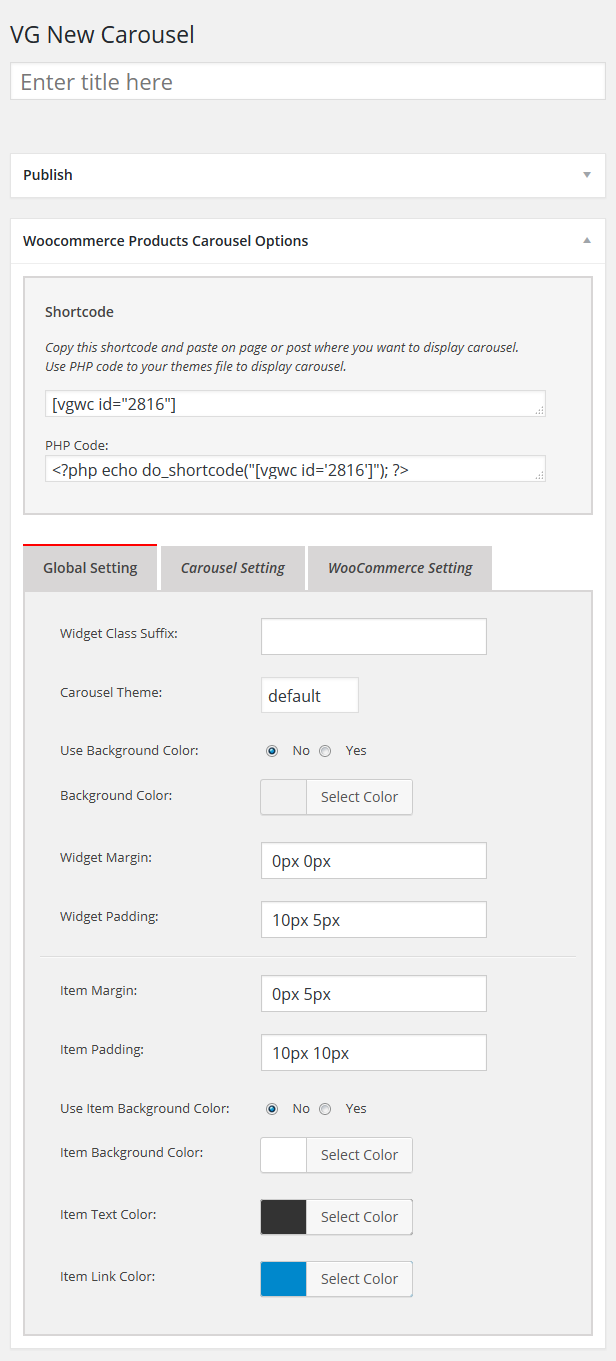 VG New Carousel
Enter title here
Publish
Woocommerce Products Carousel Options
Shortcode
Copy this shortcode and paste on page or post where you want to display carousel.
Use PHP code to your themes file to display carousel.
[vgwc id="2816"]
PHP Code:
<?php echo do_shortcode("[vgwc id='2816']"); ?>
Global Setting Carousel Setting WooCommerce Setting
Widget Class Suffix:
Carousel Theme: default
Use Background Color: No Yes
Background Color: Select Color
Widget Margin: 0px 0px
Widget Padding: 10px 5px
Item Margin: 0px 5px
Item Padding: 10px 10px
Use Item Background Color: No Yes
Item Background Color: Select Color
Item Text Color: Select Color
Item Link Color: Select Color